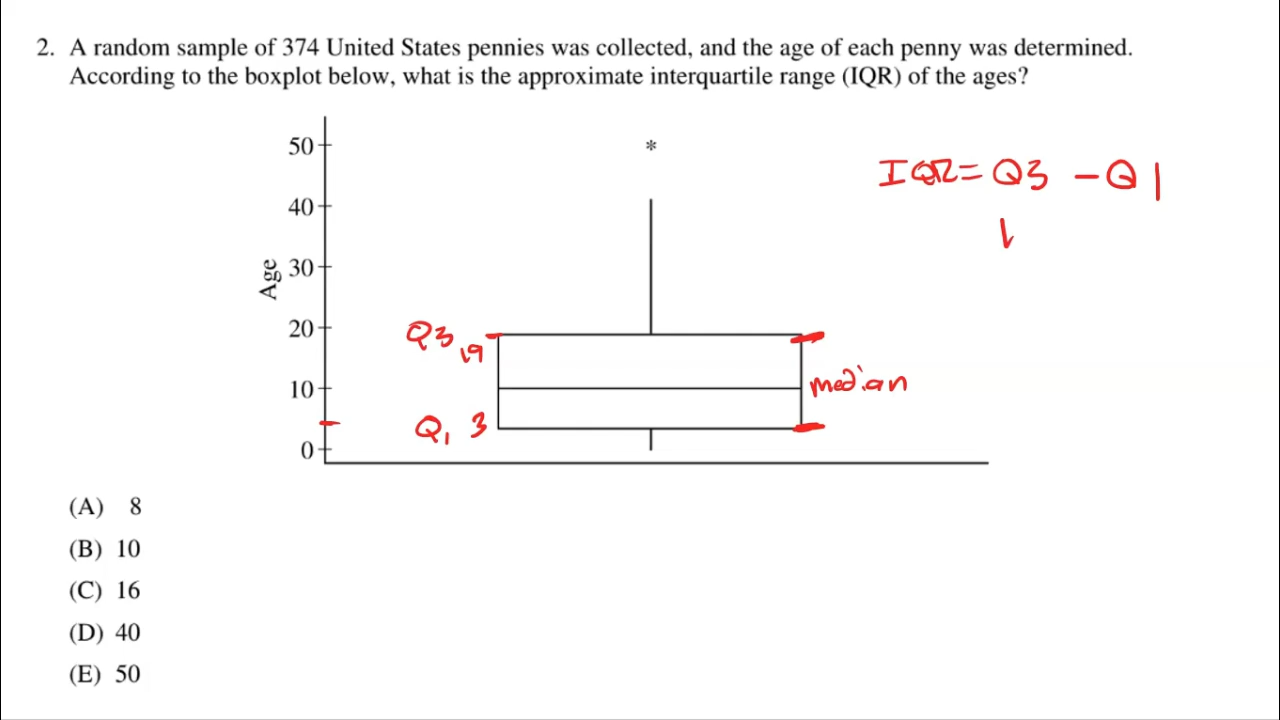 2. A random sample of 374 United States pennies was collected, and the age of each penny was determined.
According to the boxplot below, what is the approximate interquartile range (IQR) of the ages?
50
*
IQR = Q3 - Q1
40
Age
30
20
Q3, 19
10
median
Q1 3
0
(A) 8
(B) 10
(C) 16
(D) 40
(E) 50